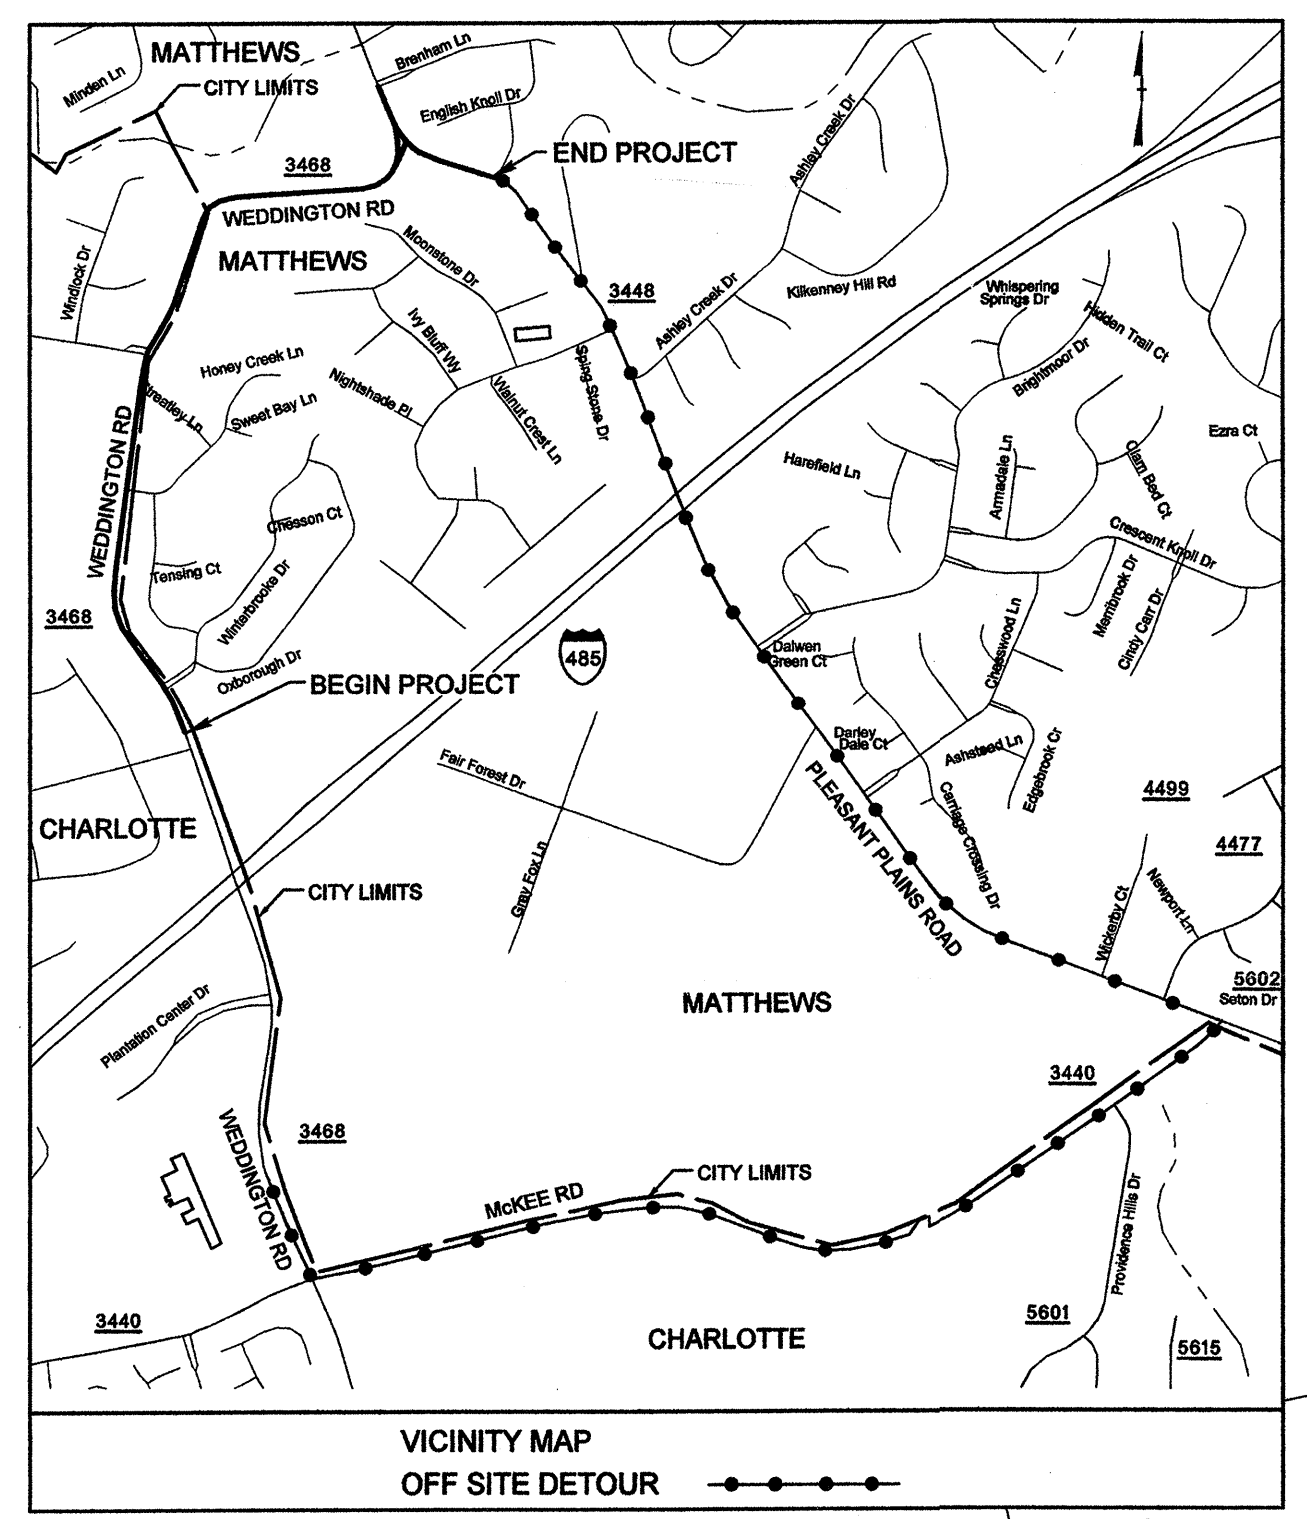 MATTHEWS
Minden Ln
CITY LIMITS
Brenham Ln
English Knoll Dr
END PROJECT
Ashley Creek Dr
3468
WEDDINGTON RD
MATTHEWS
Windlock Dr
Moonstone Dr
3448
Ashley Creek Dr
Kilkenney Hill Rd
Whispering
Springs Dr
Hidden Trail Ct
Brightmoor Dr
Ivy Bluff Wy
Honey Creek Ln
Nightshade Pl
Sping Stone Dr
Walnut Crest Ln
Streatley Ln
Sweet Bay Ln
WEDDINGTON RD
Ezra Ct
Harefield Ln
Armadale Ln
Clam Bed Ct
Chesson Ct
Crescent Knoll Dr
Tensing Ct
Winterbrooke Dr
Merribrook Dr
Cindy Carr Dr
3468
485
Dalwen
Green Ct
Chesswood Ln
Oxborough Dr
BEGIN PROJECT
Darley
Dale Ct
Ashstead Ln
Edgebrook Cr
Fair Forest Dr
PLEASANT PLAINS ROAD
Carriage Crossing Dr
4499
CHARLOTTE
4477
Gray Fox Ln
CITY LIMITS
Wickerby Ct
Newport Ln
5602
Seton Dr
MATTHEWS
Plantation Center Dr
3440
WEDDINGTON RD
3468
McKEE RD
CITY LIMITS
Providence Hills Dr
3440
CHARLOTTE
5601
5615
VICINITY MAP
OFF SITE DETOUR